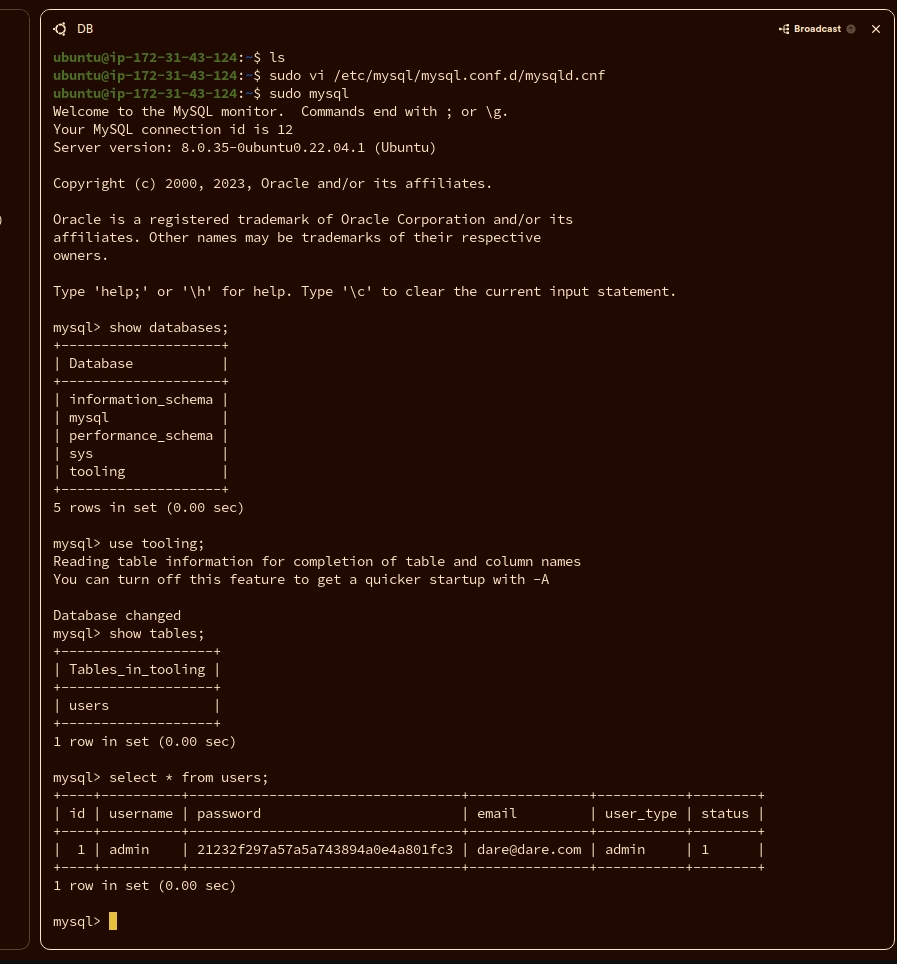 DB
Broadcast
ubuntu@ip-172-31-43-124:~$ ls
ubuntu@ip-172-31-43-124:~$ sudo vi /etc/mysql/mysql.conf.d/mysqld.cnf
ubuntu@ip-172-31-43-124:~$ sudo mysql
Welcome to the MySQL monitor.  Commands end with ; or \g.
Your MySQL connection id is 12
Server version: 8.0.35-0ubuntu0.22.04.1 (Ubuntu)

Copyright (c) 2000, 2023, Oracle and/or its affiliates.

Oracle is a registered trademark of Oracle Corporation and/or its
affiliates. Other names may be trademarks of their respective
owners.

Type 'help;' or '\h' for help. Type '\c' to clear the current input statement.

mysql> show databases;
+--------------------+
| Database           |
+--------------------+
| information_schema |
| mysql              |
| performance_schema |
| sys                |
| tooling            |
+--------------------+
5 rows in set (0.00 sec)

mysql> use tooling;
Reading table information for completion of table and column names
You can turn off this feature to get a quicker startup with -A

Database changed
mysql> show tables;
+-------------------+
| Tables_in_tooling |
+-------------------+
| users             |
+-------------------+
1 row in set (0.00 sec)

mysql> select * from users;
+----+----------+----------------------------------+---------------+-----------+--------+
| id | username | password                         | email         | user_type | status |
+----+----------+----------------------------------+---------------+-----------+--------+
|  1 | admin    | 21232f297a57a5a743894a0e4a801fc3 | dare@dare.com | admin     | 1      |
+----+----------+----------------------------------+---------------+-----------+--------+
1 row in set (0.00 sec)

mysql>